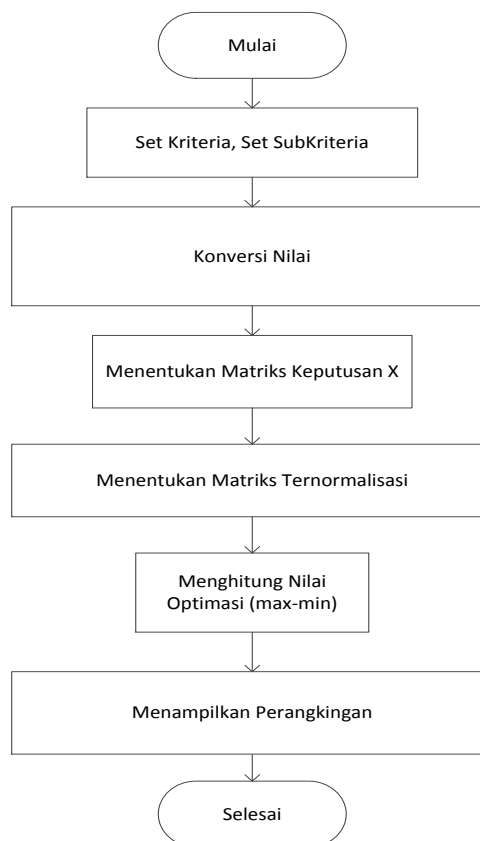 Mulai
Set Kriteria, Set SubKriteria
Konversi Nilai
Menentukan Matriks Keputusan X
Menentukan Matriks Ternormalisasi
Menghitung Nilai
Optimasi (max-min)
Menampilkan Perangkingan
Selesai